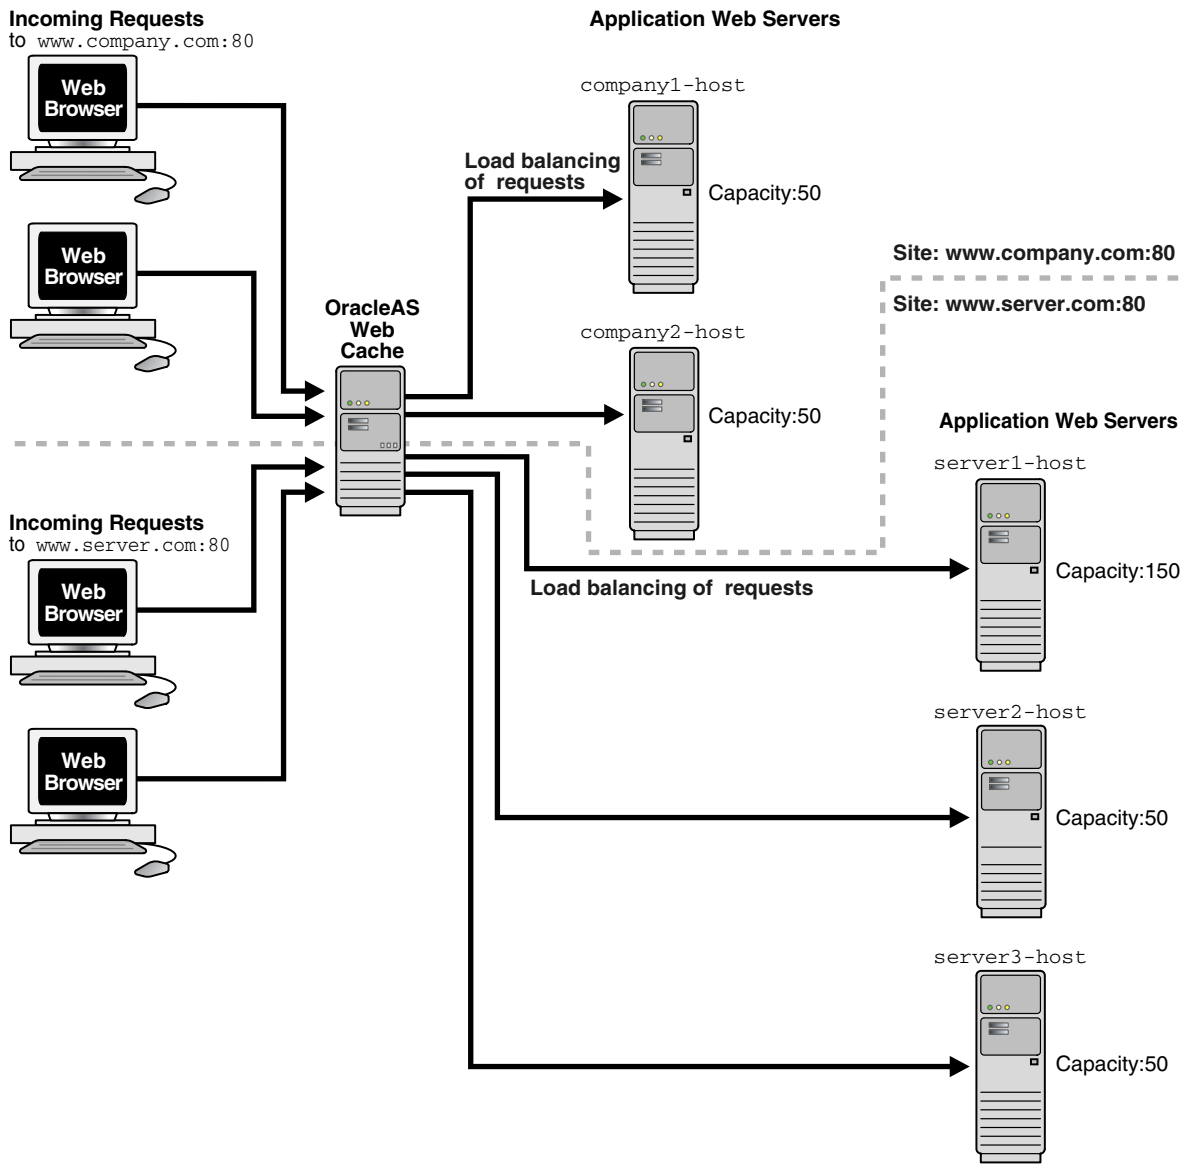 Incoming Requests
to www.company.com:80
Application Web Servers
Web
Browser
company1-host
Load balancing
of requests
Capacity:50
Web
Browser
Site: www.company.com:80
Site: www.server.com:80
OracleAS
Web
Cache
company2-host
Capacity:50
Application Web Servers
server1-host
Incoming Requests
to www.server.com:80
Capacity:150
Load balancing of requests
Web
Browser
server2-host
Web
Browser
Capacity:50
server3-host
Capacity:50